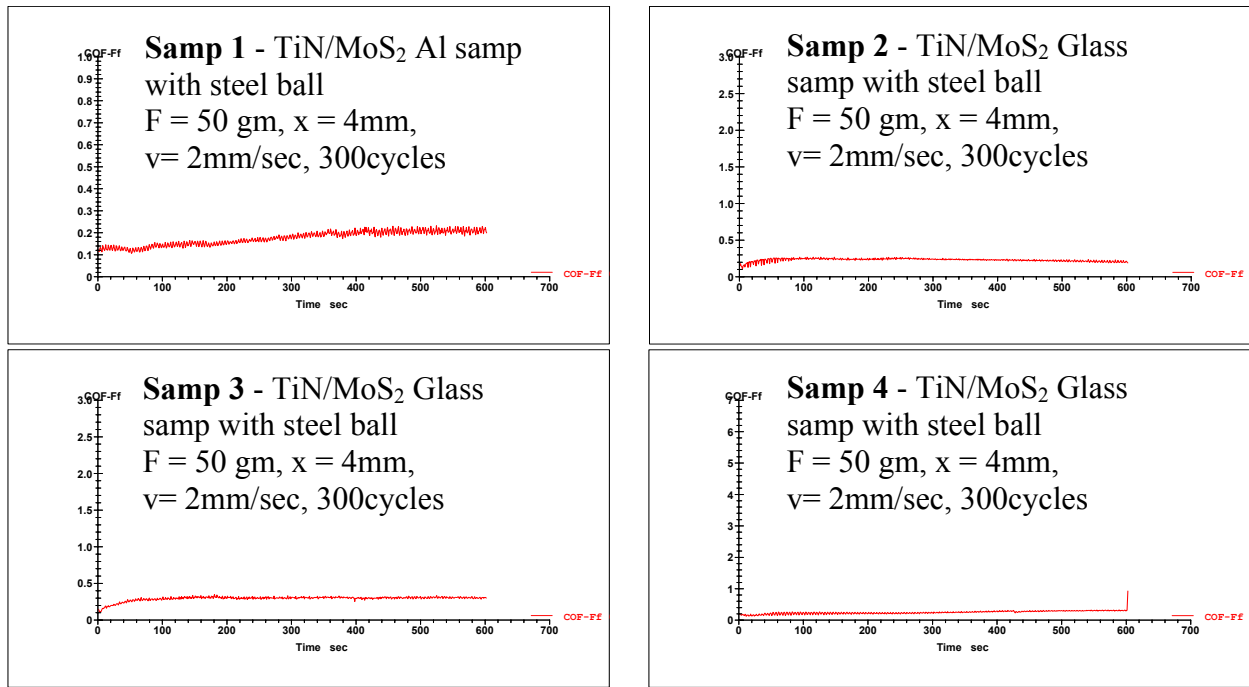 Samp 1 - TiN/MoS₂ Al samp
with steel ball
F = 50 gm, x = 4mm,
v= 2mm/sec, 300cycles
COF-Ff
1.0
0.9
0.8
0.7
0.6
0.5
0.4
0.3
0.2
0.1
0
0 100 200 300 400 500 600 700
Time sec
COF-Ff
Samp 2 - TiN/MoS₂ Glass
samp with steel ball
F = 50 gm, x = 4mm,
v= 2mm/sec, 300cycles
COF-Ff
3.0
2.5
2.0
1.5
1.0
0.5
0
0 100 200 300 400 500 600 700
Time sec
COF-Ff
Samp 3 - TiN/MoS₂ Glass
samp with steel ball
F = 50 gm, x = 4mm,
v= 2mm/sec, 300cycles
COF-Ff
3.0
2.5
2.0
1.5
1.0
0.5
0
0 100 200 300 400 500 600 700
Time sec
COF-Ff
Samp 4 - TiN/MoS₂ Glass
samp with steel ball
F = 50 gm, x = 4mm,
v= 2mm/sec, 300cycles
COF-Ff
7
6
5
4
3
2
1
0
0 100 200 300 400 500 600 700
Time sec
COF-Ff